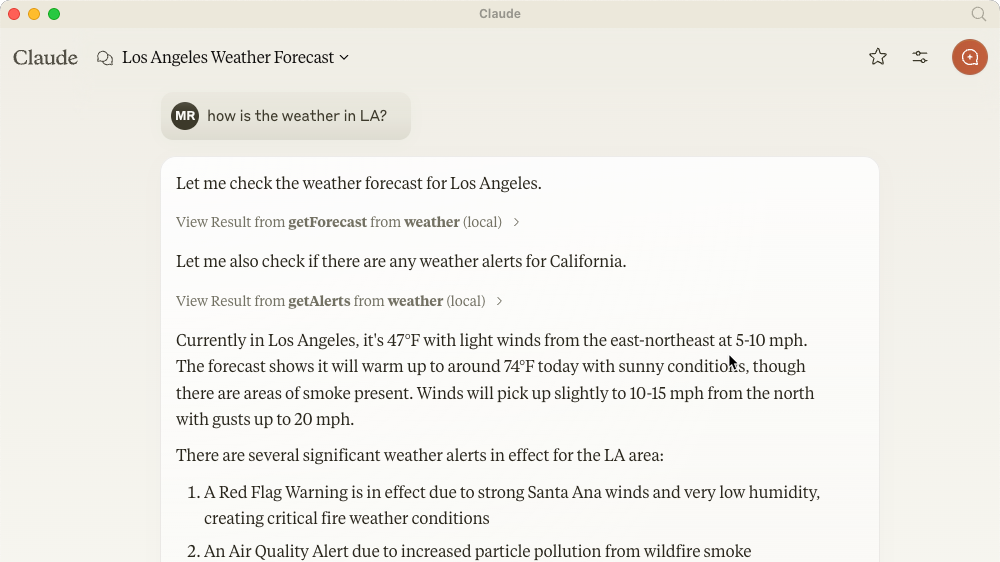 Claude
Claude
Los Angeles Weather Forecast
MR
how is the weather in LA?
Let me check the weather forecast for Los Angeles.
View Result from getForecast from weather (local)
Let me also check if there are any weather alerts for California.
View Result from getAlerts from weather (local)
Currently in Los Angeles, it's 47°F with light winds from the east-northeast at 5-10 mph.
The forecast shows it will warm up to around 74°F today with sunny conditions, though
there are areas of smoke present. Winds will pick up slightly to 10-15 mph from the north
with gusts up to 20 mph.
There are several significant weather alerts in effect for the LA area:
1. A Red Flag Warning is in effect due to strong Santa Ana winds and very low humidity,
creating critical fire weather conditions
2. An Air Quality Alert due to increased particle pollution from wildfire smoke